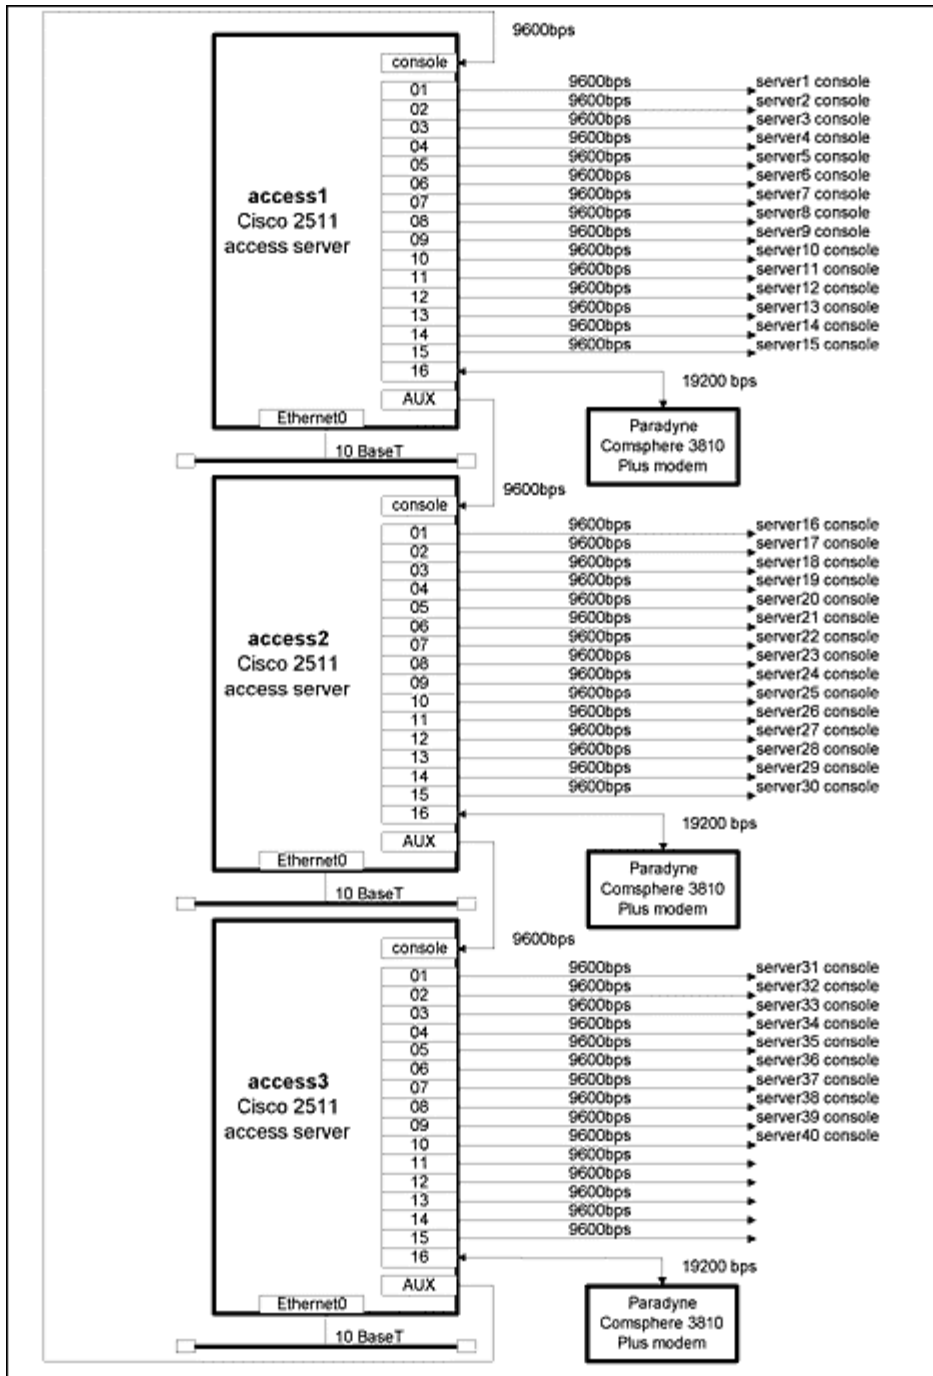 9600bps
console
01 9600bps server1 console
02 9600bps server2 console
03 9600bps server3 console
04 9600bps server4 console
05 9600bps server5 console
06 9600bps server6 console
07 9600bps server7 console
08 9600bps server8 console
09 9600bps server9 console
10 9600bps server10 console
11 9600bps server11 console
12 9600bps server12 console
13 9600bps server13 console
14 9600bps server14 console
15 9600bps server15 console
16
access1
Cisco 2511
access server
19200 bps
AUX
Ethernet0
10 BaseT
Paradyne
Comsphere 3810
Plus modem
9600bps
console
01 9600bps server16 console
02 9600bps server17 console
03 9600bps server18 console
04 9600bps server19 console
05 9600bps server20 console
06 9600bps server21 console
07 9600bps server22 console
08 9600bps server23 console
09 9600bps server24 console
10 9600bps server25 console
11 9600bps server26 console
12 9600bps server27 console
13 9600bps server28 console
14 9600bps server29 console
15 9600bps server30 console
16
access2
Cisco 2511
access server
19200 bps
AUX
Ethernet0
10 BaseT
Paradyne
Comsphere 3810
Plus modem
9600bps
console
01 9600bps server31 console
02 9600bps server32 console
03 9600bps server33 console
04 9600bps server34 console
05 9600bps server35 console
06 9600bps server36 console
07 9600bps server37 console
08 9600bps server38 console
09 9600bps server39 console
10 9600bps server40 console
11 9600bps
12 9600bps
13 9600bps
14 9600bps
15 9600bps
16
access3
Cisco 2511
access server
19200 bps
AUX
Ethernet0
10 BaseT
Paradyne
Comsphere 3810
Plus modem